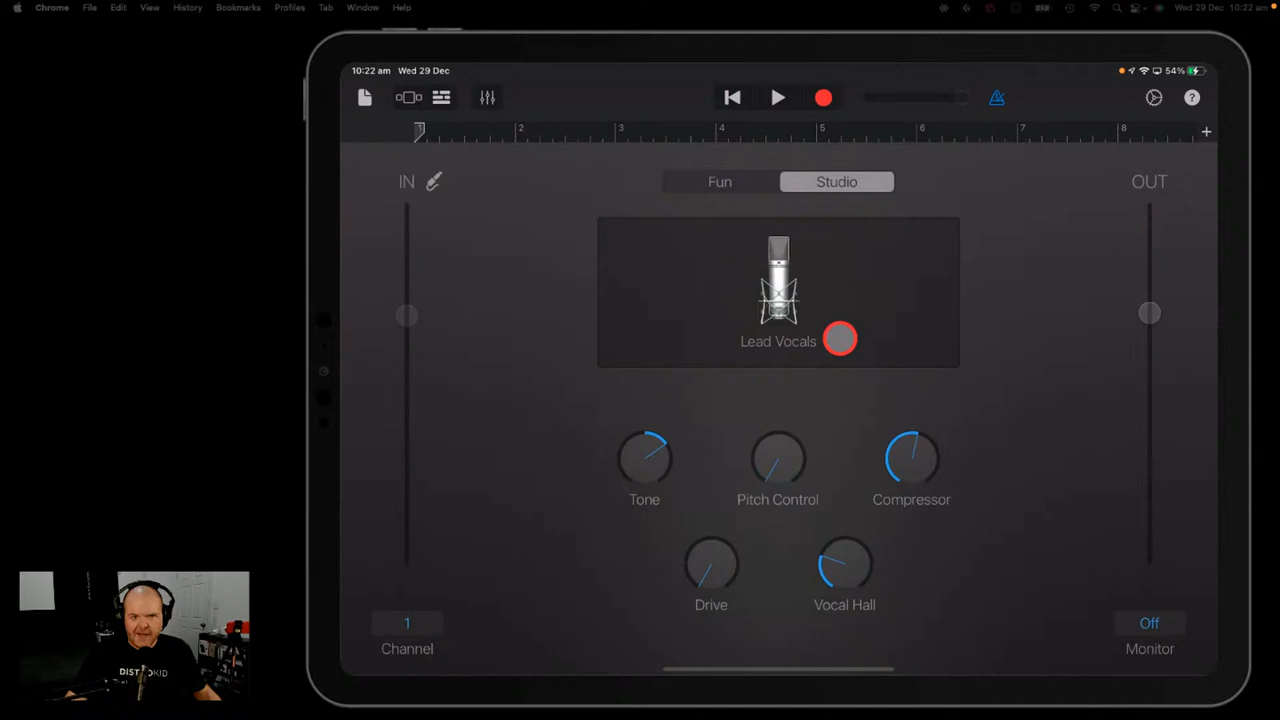 Chrome File Edit View History Bookmarks Profiles Tab Window Help Wed 29 Dec 10:22 am
10:22 am Wed 29 Dec 54%
1 2 3 4 5 6 7 8 +
IN Fun Studio OUT
Lead Vocals
Tone Pitch Control Compressor
Drive Vocal Hall
1 Off
Channel Monitor